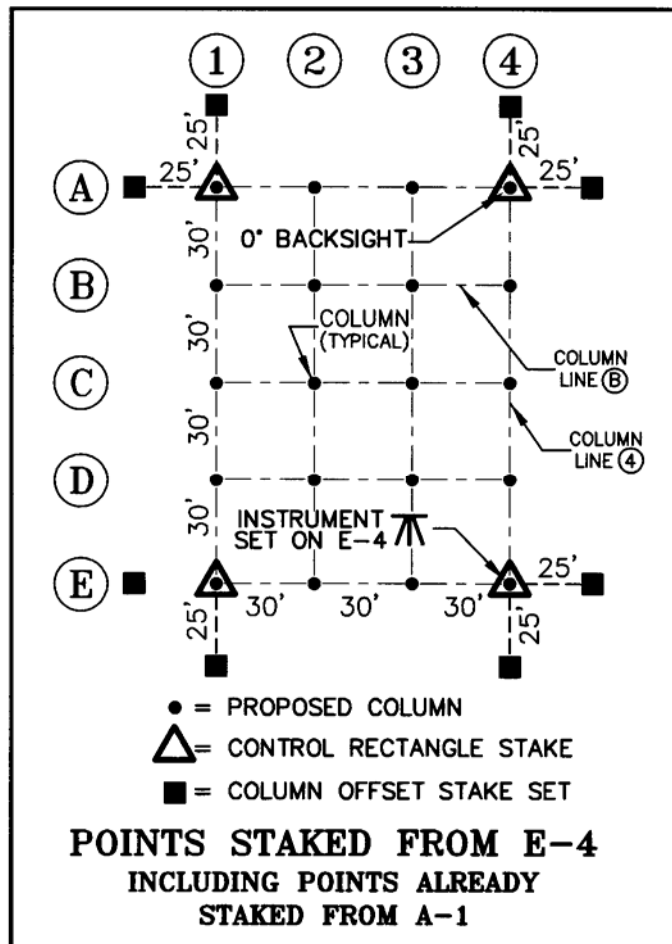 1 2 3 4
25' 25'
25' 25'
A
0° BACKSIGHT
30'
B
COLUMN
(TYPICAL)
30'
COLUMN
LINE B
C
30'
COLUMN
LINE 4
D
INSTRUMENT
SET ON E-4
30'
E
25'
30' 30' 30'
25' 25'
● = PROPOSED COLUMN
△ = CONTROL RECTANGLE STAKE
■ = COLUMN OFFSET STAKE SET
POINTS STAKED FROM E-4
INCLUDING POINTS ALREADY
STAKED FROM A-1